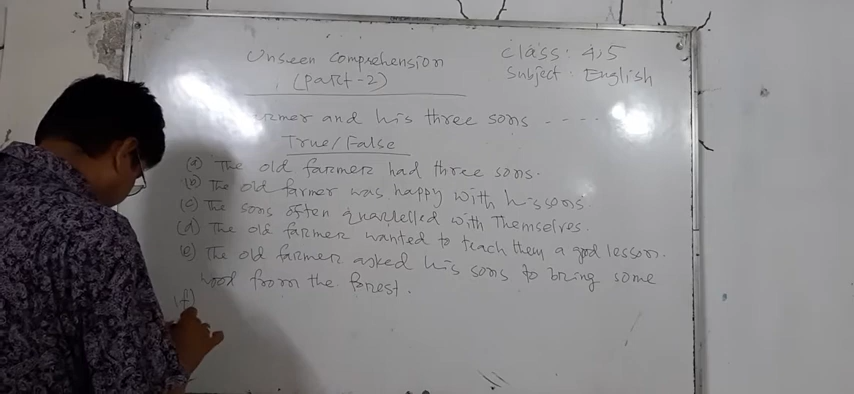 Unseen Comprehension
(Part-2)
Class: 4,5
Subject: English
and his three sons ....
True/False
(a) The old farmer had three sons.
(b) The old farmer was happy with his sons.
(c) The sons often quarlelled with Themselves.
(d) The old farmer wanted to teach them a good lesson.
(e) The old farmer asked his sons to bring some
wood from the forest.
(f)